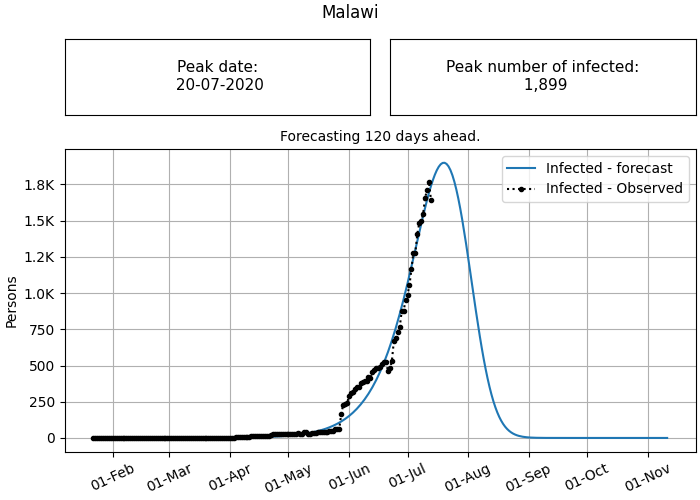 Malawi
Peak date:
20-07-2020
Peak number of infected:
1,899
Forecasting 120 days ahead.
Infected - forecast
Infected - Observed
1.8K
1.5K
1.2K
1.0K
750
500
250
0
Persons
01-Feb
01-Mar
01-Apr
01-May
01-Jun
01-Jul
01-Aug
01-Sep
01-Oct
01-Nov